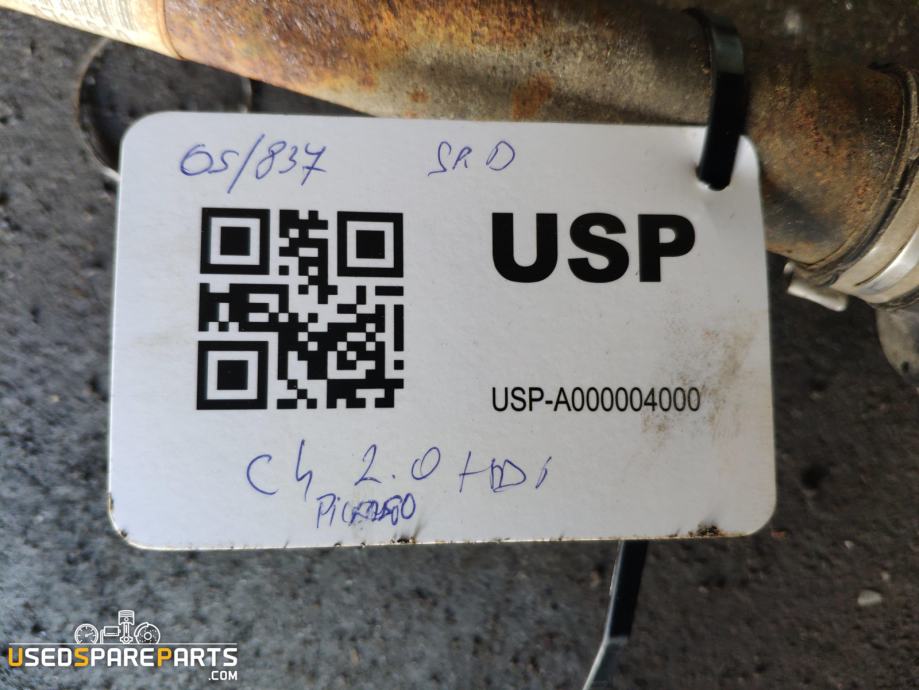 05/837 SRD
USP
USP-A000004000
C4 2.0 HDi
Picasso
USEDSPAREPARTS
.COM